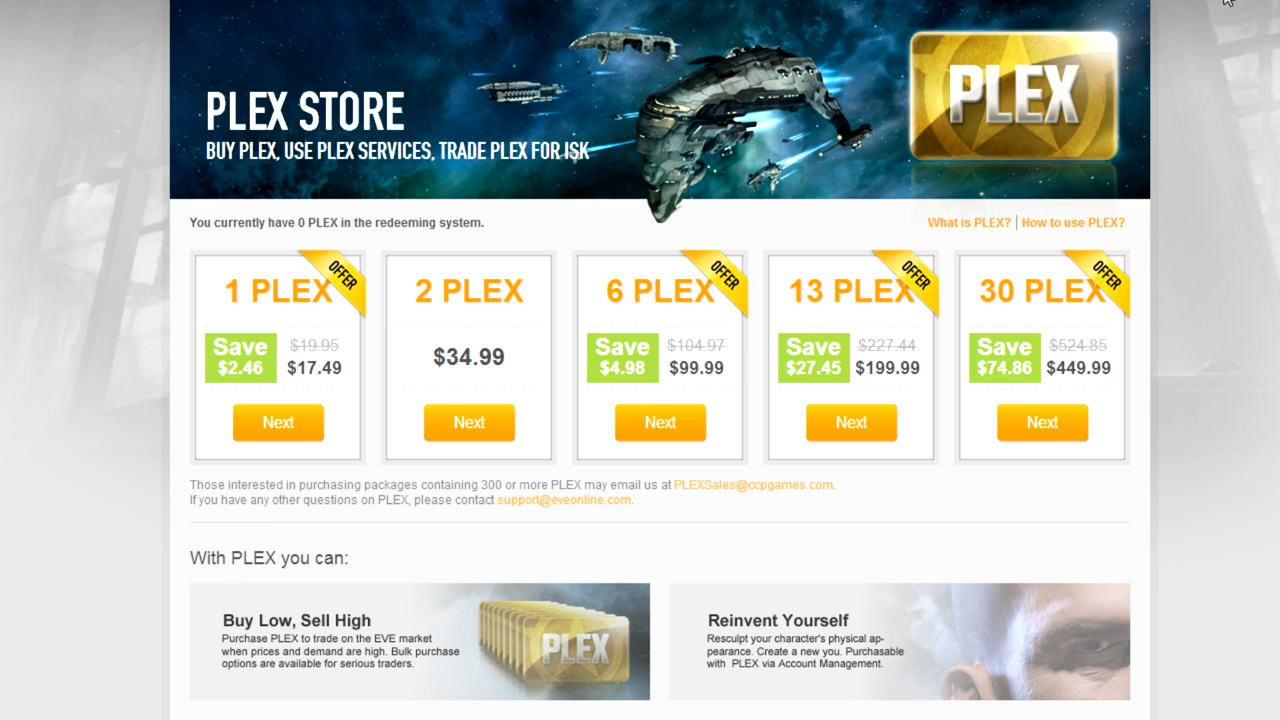 PLEX STORE
BUY PLEX, USE PLEX SERVICES, TRADE PLEX FOR ISK
PLEX
You currently have 0 PLEX in the redeeming system.
What is PLEX? | How to use PLEX?
OFFER
1 PLEX
Save
$2.46
$19.95
$17.49
Next
2 PLEX
$34.99
Next
OFFER
6 PLEX
Save
$4.98
$104.97
$99.99
Next
OFFER
13 PLEX
Save
$27.45
$227.44
$199.99
Next
OFFER
30 PLEX
Save
$74.86
$524.85
$449.99
Next
Those interested in purchasing packages containing 300 or more PLEX may email us at PLEXSales@ccpgames.com.
If you have any other questions on PLEX, please contact support@eveonline.com.
With PLEX you can:
Buy Low, Sell High
Purchase PLEX to trade on the EVE market
when prices and demand are high. Bulk purchase
options are available for serious traders.
PLEX
Reinvent Yourself
Resculpt your character's physical ap-
pearance. Create a new you. Purchasable
with PLEX via Account Management.